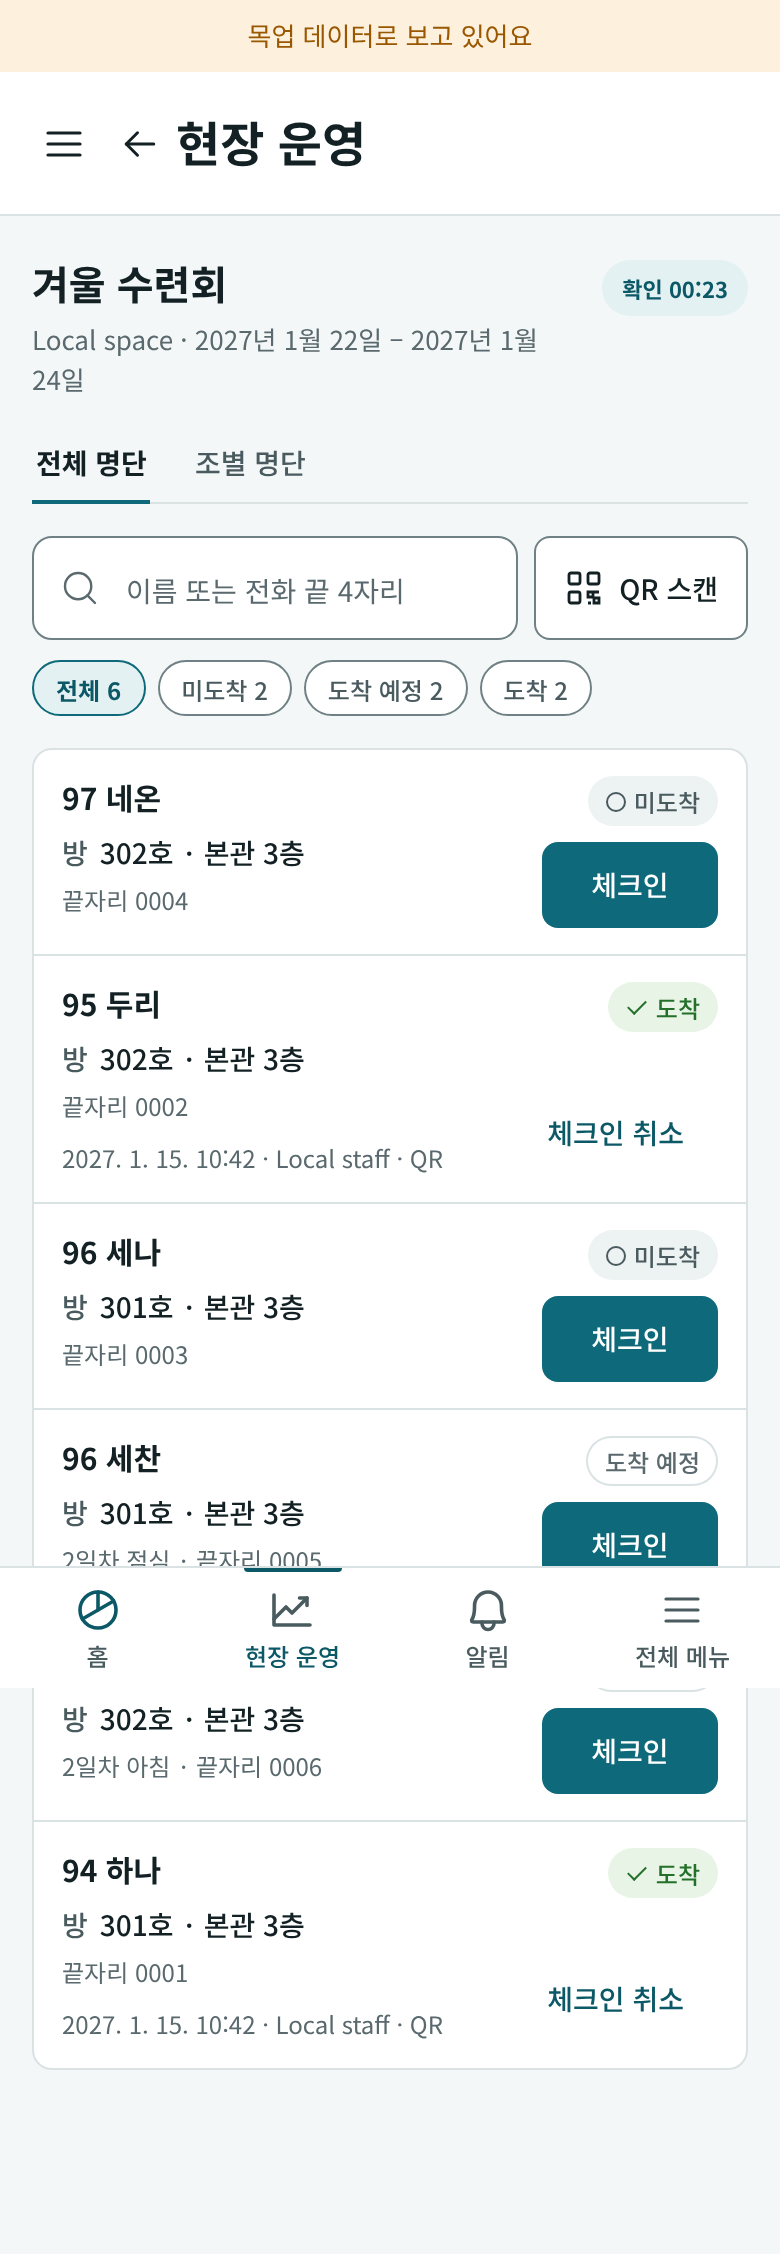 목업 데이터로 보고 있어요
현장 운영
겨울 수련회
확인 00:23
Local space · 2027년 1월 22일 – 2027년 1월
24일
전체 명단
조별 명단
이름 또는 전화 끝 4자리
QR 스캔
전체 6
미도착 2
도착 예정 2
도착 2
97 네온
미도착
방 302호 · 본관 3층
체크인
끝자리 0004
95 두리
도착
방 302호 · 본관 3층
끝자리 0002
체크인 취소
2027. 1. 15. 10:42 · Local staff · QR
96 세나
미도착
방 301호 · 본관 3층
체크인
끝자리 0003
96 세찬
도착 예정
방 301호 · 본관 3층
체크인
2일차 점심 · 끝자리 0005
홈
현장 운영
알림
전체 메뉴
방 302호 · 본관 3층
체크인
2일차 아침 · 끝자리 0006
94 하나
도착
방 301호 · 본관 3층
끝자리 0001
체크인 취소
2027. 1. 15. 10:42 · Local staff · QR